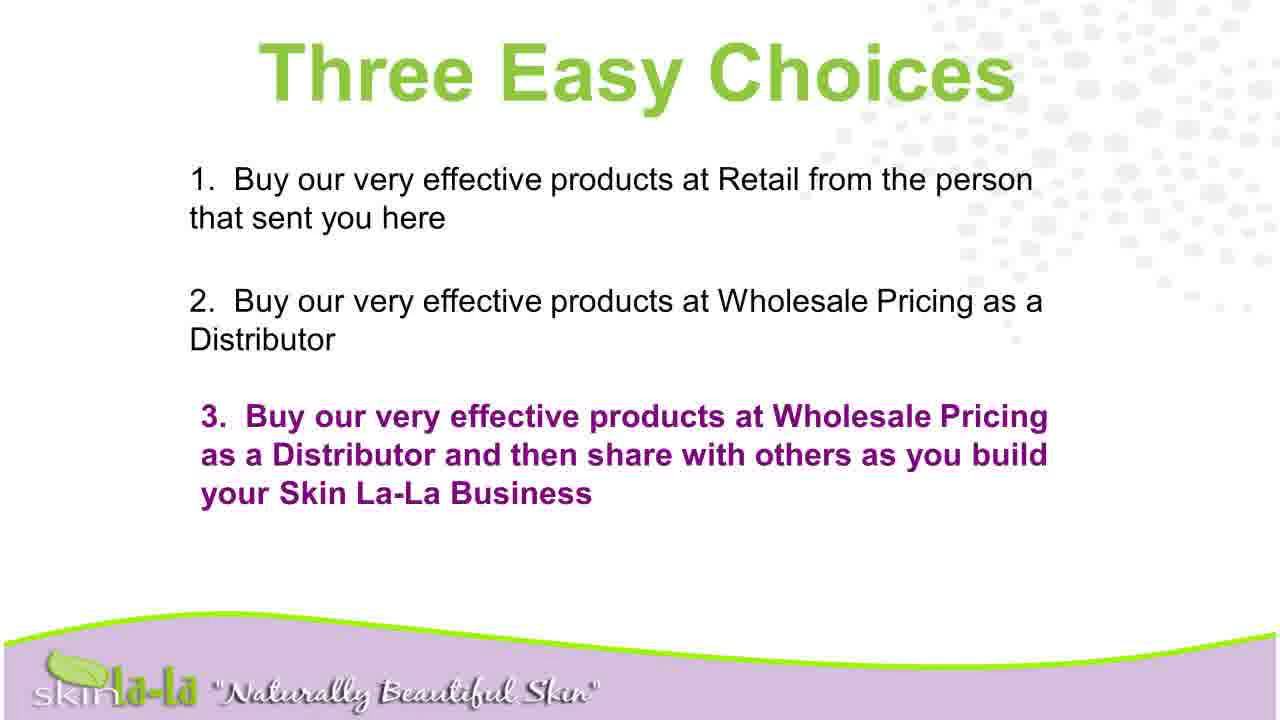 Three Easy Choices
1. Buy our very effective products at Retail from the person
that sent you here
2. Buy our very effective products at Wholesale Pricing as a
Distributor
3. Buy our very effective products at Wholesale Pricing
as a Distributor and then share with others as you build
your Skin La-La Business
skin la-la "Naturally Beautiful Skin"